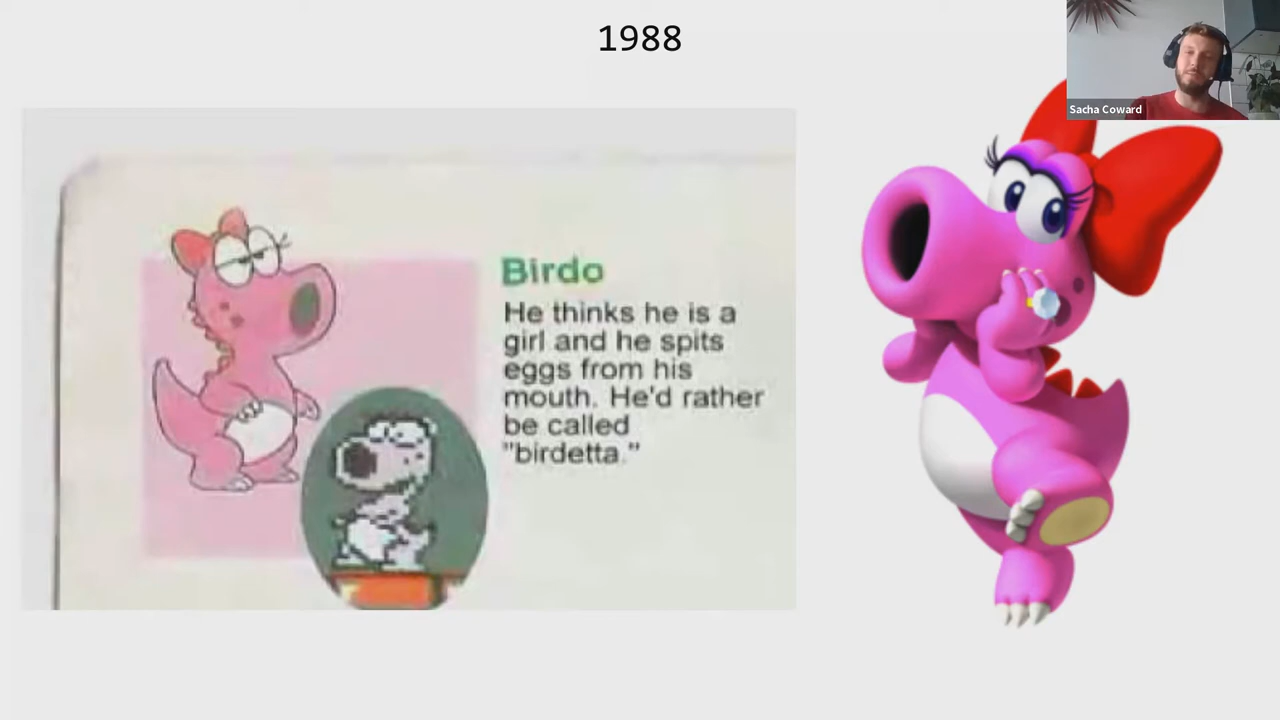 1988
Sacha Coward
Birdo
He thinks he is a
girl and he spits
eggs from his
mouth. He'd rather
be called
"birdetta."